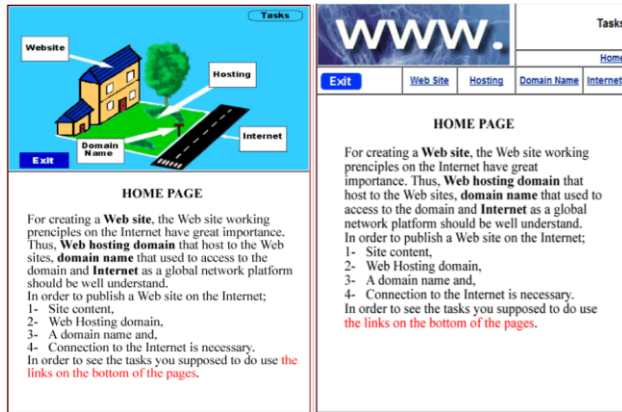 Tasks
Website
Hosting
Internet
Domain
Name
Exit
HOME PAGE
For creating a Web site, the Web site working
prenciples on the Internet have great importance.
Thus, Web hosting domain that host to the Web
sites, domain name that used to access to the
domain and Internet as a global network platform
should be well understand.
In order to publish a Web site on the Internet;
1- Site content,
2- Web Hosting domain,
3- A domain name and,
4- Connection to the Internet is necessary.
In order to see the tasks you supposed to do use the
links on the bottom of the pages.
www.
Tasks
Home
Exit
Web Site
Hosting
Domain Name
Internet
HOME PAGE
For creating a Web site, the Web site working
prenciples on the Internet have great
importance. Thus, Web hosting domain that
host to the Web sites, domain name that used to
access to the domain and Internet as a global
network platform should be well understand.
In order to publish a Web site on the Internet;
1- Site content,
2- Web Hosting domain,
3- A domain name and,
4- Connection to the Internet is necessary.
In order to see the tasks you supposed to do use
the links on the bottom of the pages.